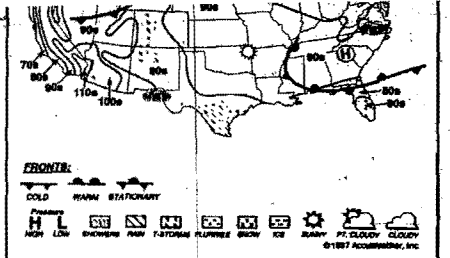 90s
90s
80s
90s
70s
80s
90s
110s
100s
H
80s
90s
FRONTS:
COLD WARM STATIONARY
Pressure
H L
HIGH LOW SHOWERS RAIN T-STORMS FLURRIES SNOW ICE SUNNY PT. CLOUDY CLOUDY
©1997 AccuWeather, Inc.